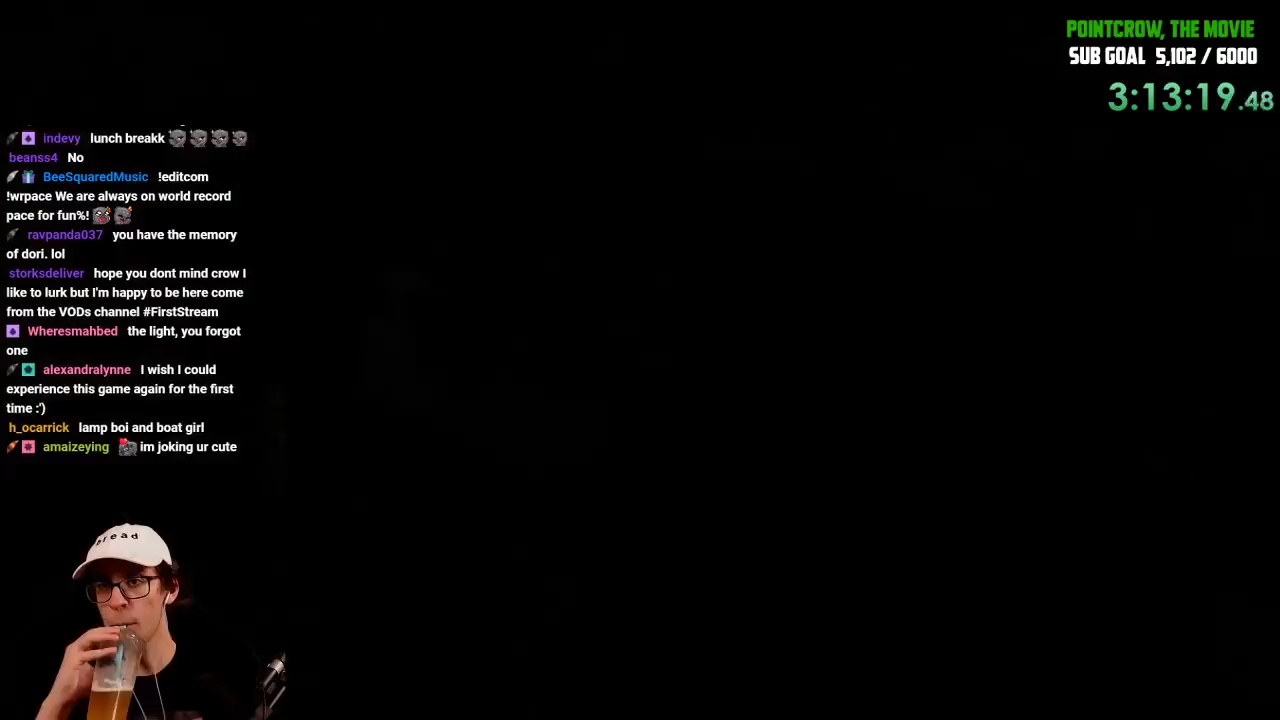 POINTCROW, THE MOVIE
SUB GOAL 5,102 / 6000
3:13:19.48
indevy lunch breakk
beanss4 No
BeeSquaredMusic !editcom
!wrpace We are always on world record
pace for fun%!
ravpanda037 you have the memory
of dori. lol
storksdeliver hope you dont mind crow I
like to lurk but I'm happy to be here come
from the VODs channel #FirstStream
Wheresmahbed the light, you forgot
one
alexandralynne I wish I could
experience this game again for the first
time :')
h_ocarrick lamp boi and boat girl
amaizeying im joking ur cute
bread